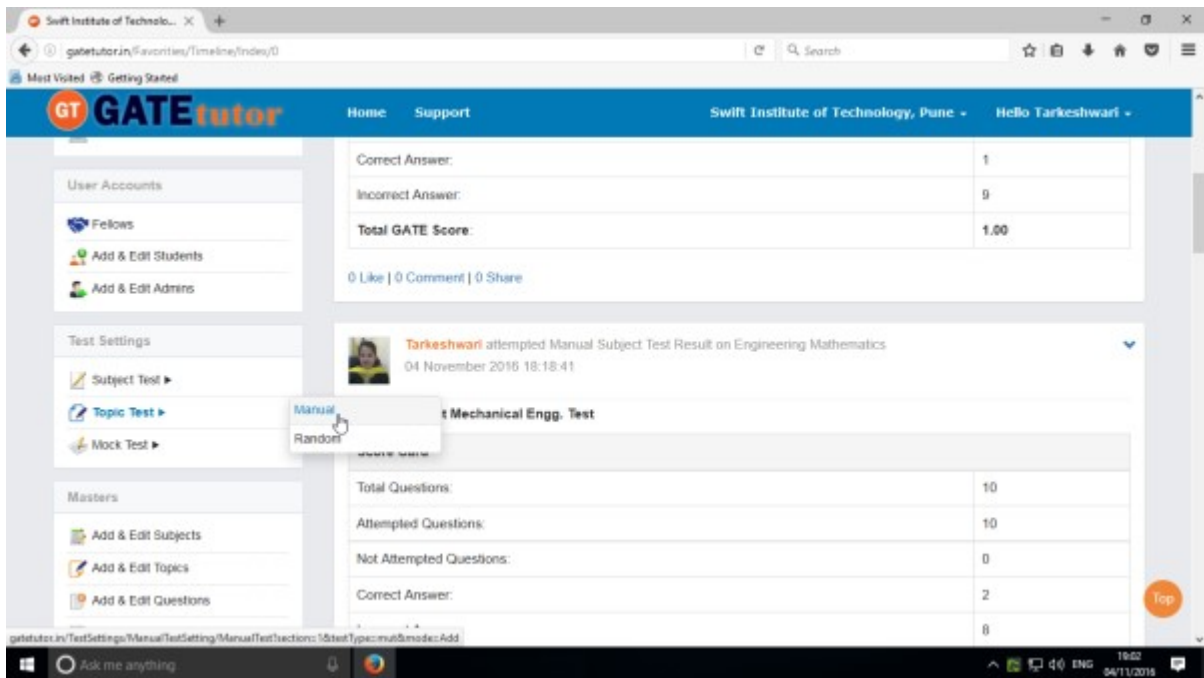 Swift Institute of Technolo...
gatetutor.in/Favorities/Timeline/Index/0
Search
Most Visited Getting Started
GT GATEtutor Home Support Swift Institute of Technology, Pune Hello Tarkeshwari
Correct Answer: 1
User Accounts
Incorrect Answer: 9
Fellows
Total GATE Score: 1.00
Add & Edit Students
0 Like | 0 Comment | 0 Share
Add & Edit Admins
Test Settings
Tarkeshwari attempted Manual Subject Test Result on Engineering Mathematics
04 November 2016 18:18:41
Subject Test
Topic Test
Manual
t Mechanical Engg. Test
Random
Mock Test
Score Card
Total Questions: 10
Masters
Attempted Questions: 10
Add & Edit Subjects
Not Attempted Questions: 0
Add & Edit Topics
Correct Answer: 2
Add & Edit Questions
Top
8
gatetutor.in/TestSettings/ManualTestSetting/ManualTest?section=1&testType=mut&mode=Add
Ask me anything
ENG
19:02
04/11/2016